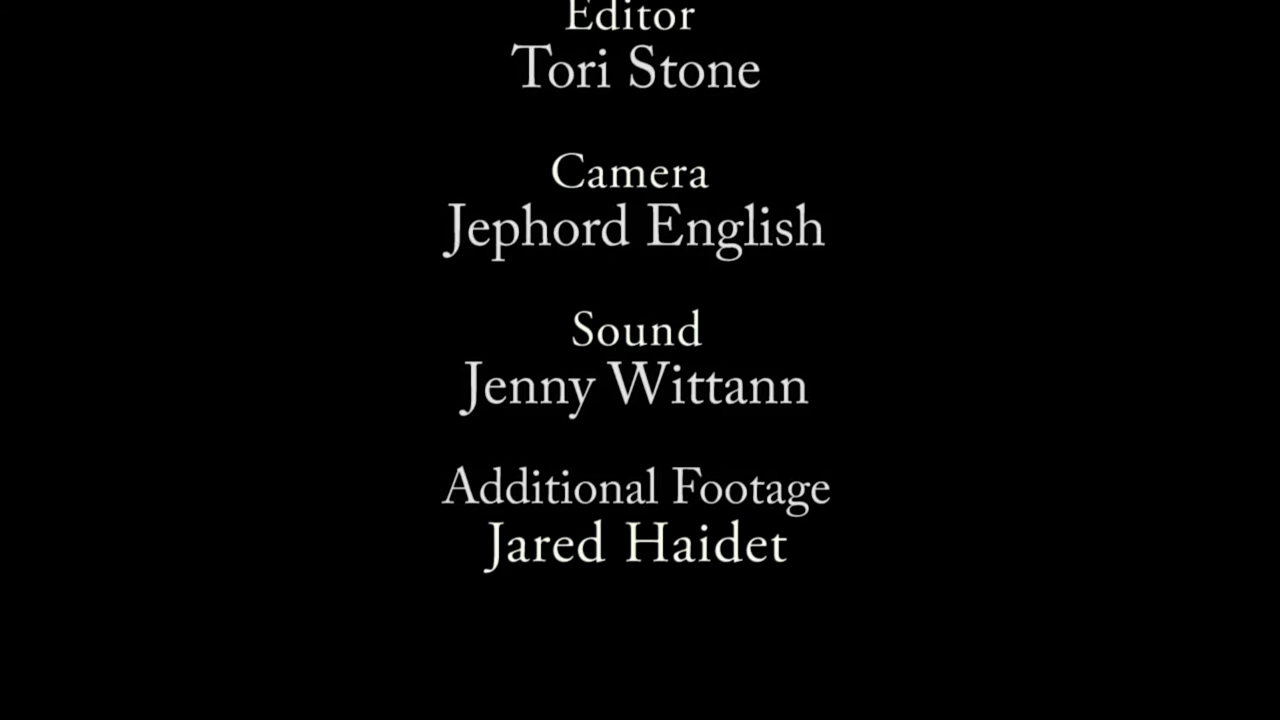 Editor
Tori Stone
Camera
Jephord English
Sound
Jenny Wittann
Additional Footage
Jared Haidet